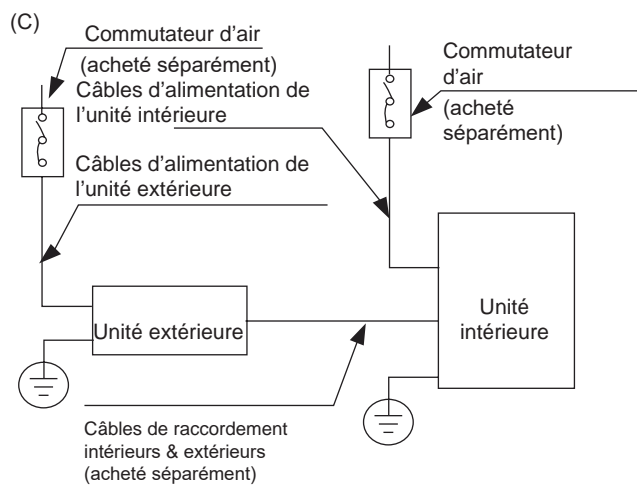 (C)
Commutateur d'air
(acheté séparément)
Câbles d'alimentation de
l'unité intérieure
Câbles d'alimentation de
l'unité extérieure
Commutateur
d'air
(acheté
séparément)
Unité extérieure
Unité
intérieure
Câbles de raccordement
intérieurs & extérieurs
(acheté séparément)